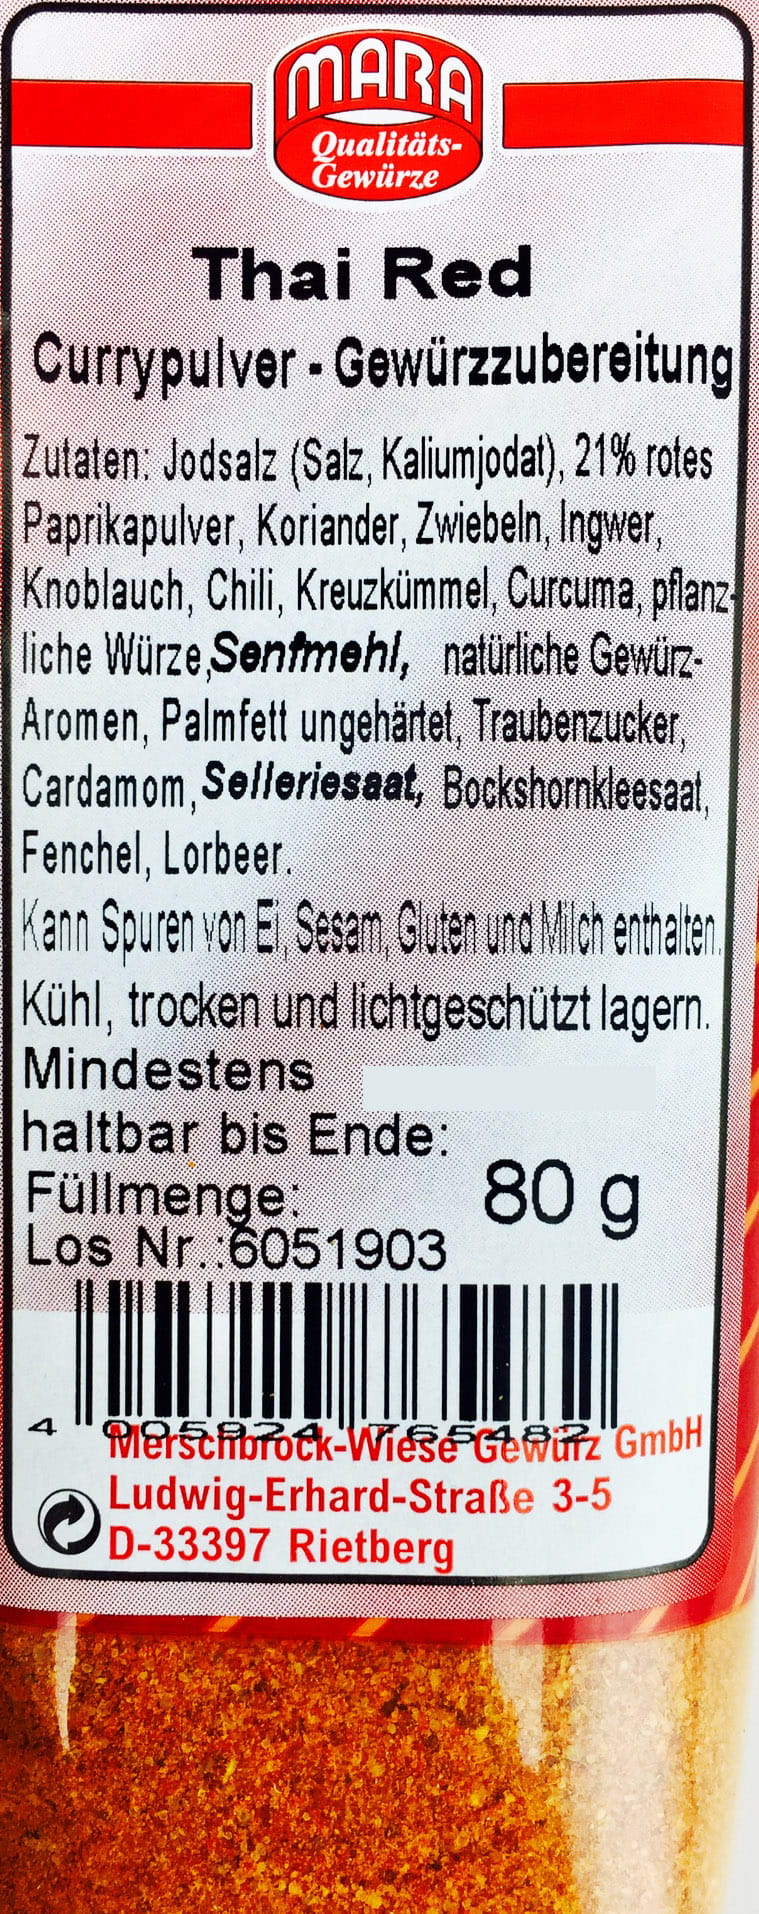 MARA
Qualitäts-
Gewürze
Thai Red
Currypulver - Gewürzzubereitung
Zutaten: Jodsalz (Salz, Kaliumjodat), 21% rotes
Paprikapulver, Koriander, Zwiebeln, Ingwer,
Knoblauch, Chili, Kreuzkümmel, Curcuma, pflanz-
liche Würze,Senfmehl, natürliche Gewürz-
Aromen, Palmfett ungehärtet, Traubenzucker,
Cardamom, Selleriesaat, Bockshornkleesaat,
Fenchel, Lorbeer.
Kann Spuren von Ei, Sesam, Gluten und Milch enthalten.
Kühl, trocken und lichtgeschützt lagern.
Mindestens
haltbar bis Ende:
Füllmenge: 80 g
Los Nr.:6051903
4 005924 765482
Merschbrock-Wiese Gewürz GmbH
Ludwig-Erhard-Straße 3-5
D-33397 Rietberg